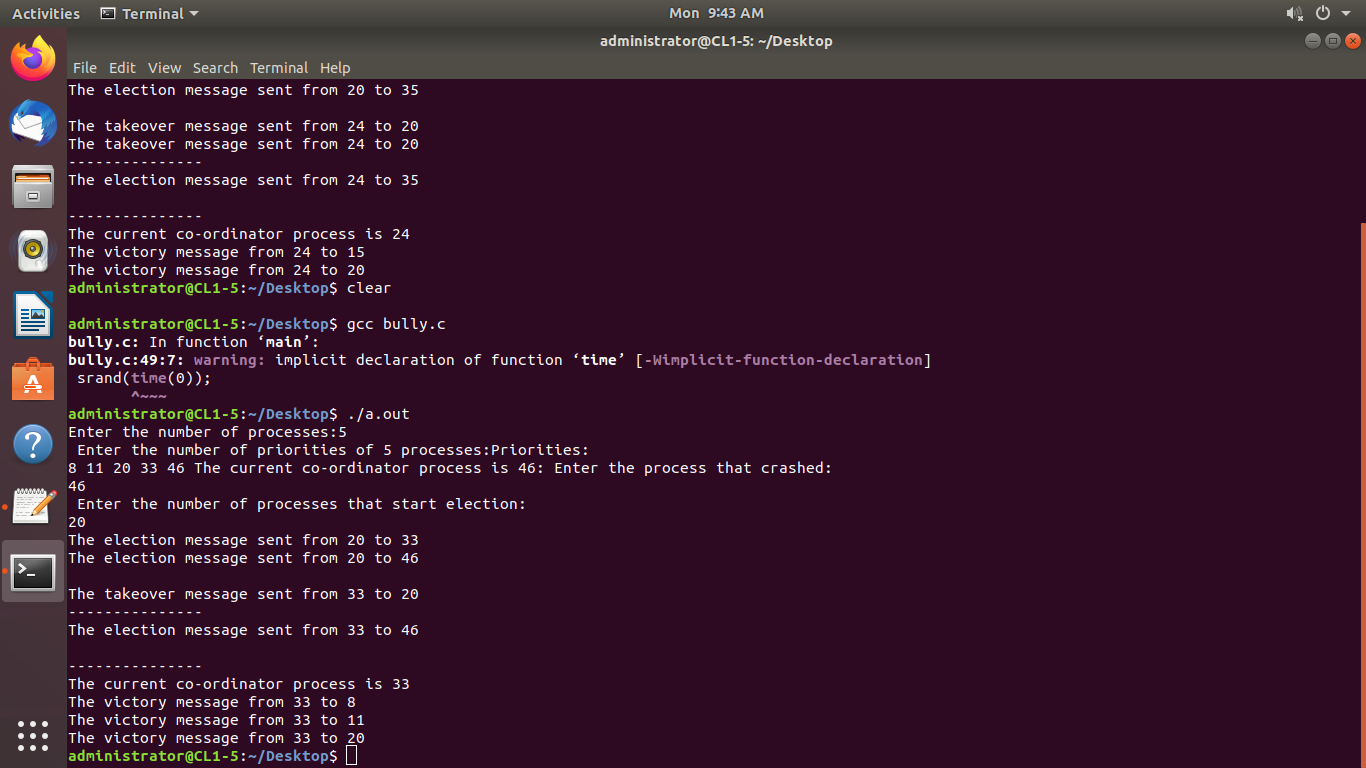 Activities Terminal Mon 9:43 AM
administrator@CL1-5: ~/Desktop
File Edit View Search Terminal Help
The election message sent from 20 to 35
The takeover message sent from 24 to 20
The takeover message sent from 24 to 20
---------------
The election message sent from 24 to 35
---------------
The current co-ordinator process is 24
The victory message from 24 to 15
The victory message from 24 to 20
administrator@CL1-5:~/Desktop$ clear
administrator@CL1-5:~/Desktop$ gcc bully.c
bully.c: In function ‘main’:
bully.c:49:7: warning: implicit declaration of function ‘time’ [-Wimplicit-function-declaration]
srand(time(0));
^~~~
administrator@CL1-5:~/Desktop$ ./a.out
Enter the number of processes:5
Enter the number of priorities of 5 processes:Priorities:
8 11 20 33 46 The current co-ordinator process is 46: Enter the process that crashed:
46
Enter the number of processes that start election:
20
The election message sent from 20 to 33
The election message sent from 20 to 46
The takeover message sent from 33 to 20
---------------
The election message sent from 33 to 46
---------------
The current co-ordinator process is 33
The victory message from 33 to 8
The victory message from 33 to 11
The victory message from 33 to 20
administrator@CL1-5:~/Desktop$